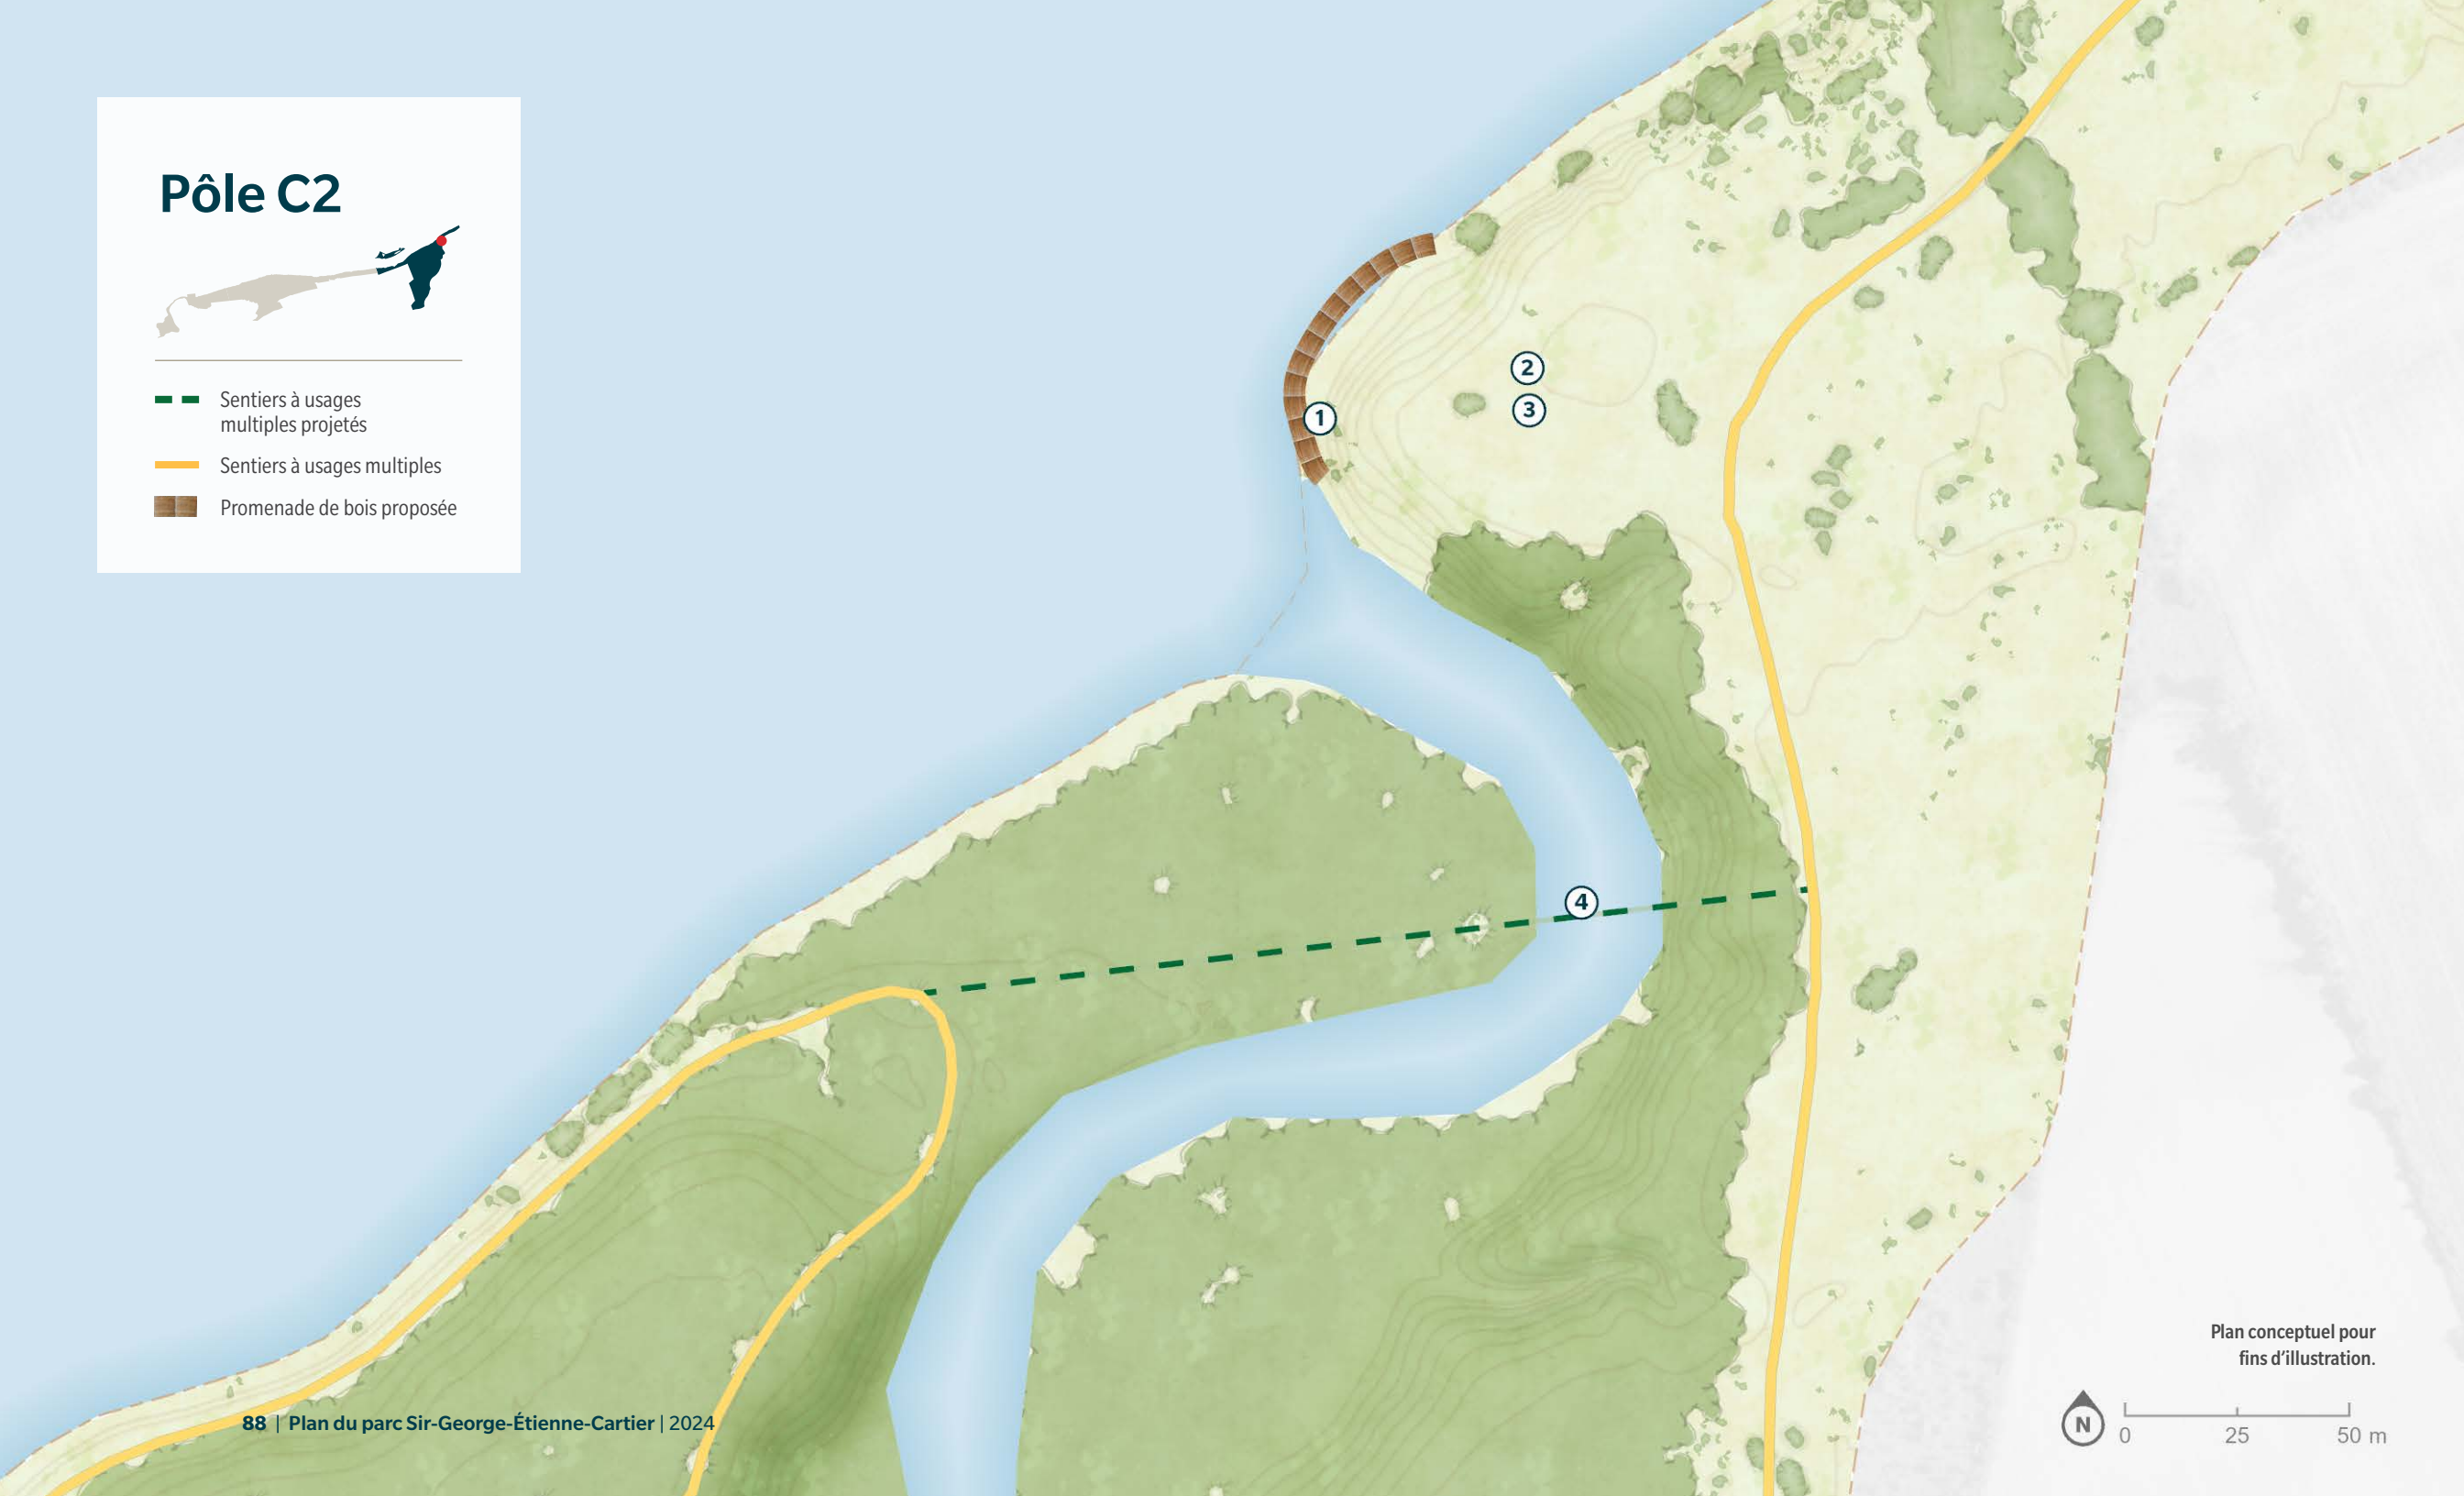 Pôle C2
Sentiers à usages
multiples projetés
Sentiers à usages multiples
Promenade de bois proposée
2
3
1
4
Plan conceptuel pour
fins d'illustration.
N
0 25 50 m
88 | Plan du parc Sir-George-Étienne-Cartier | 2024